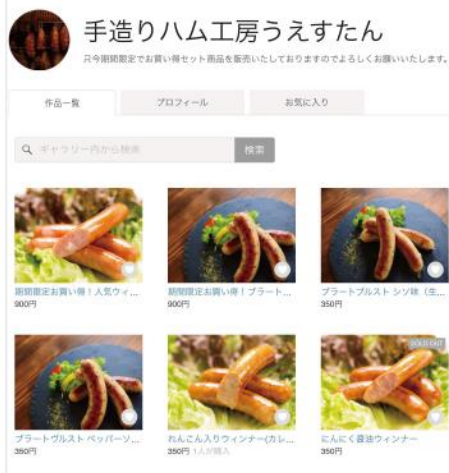 手造りハム工房うえすたん
只今期間限定でお買い得セット商品を販売いたしておりますのでよろしくお願いいたします。
作品一覧
プロフィール
お気に入り
ギャラリー内から検索
検索
期間限定お買い得!人気ウィ...
900円
期間限定お買い得!ブラート...
900円
ブラートブルスト シソ味(生...
350円
SOLD OUT
ブラートヴルスト ペッパーソ...
350円
れんこん入りウィンナー(カレ...
350円 1人が購入
にんにく醤油ウィンナー
350円